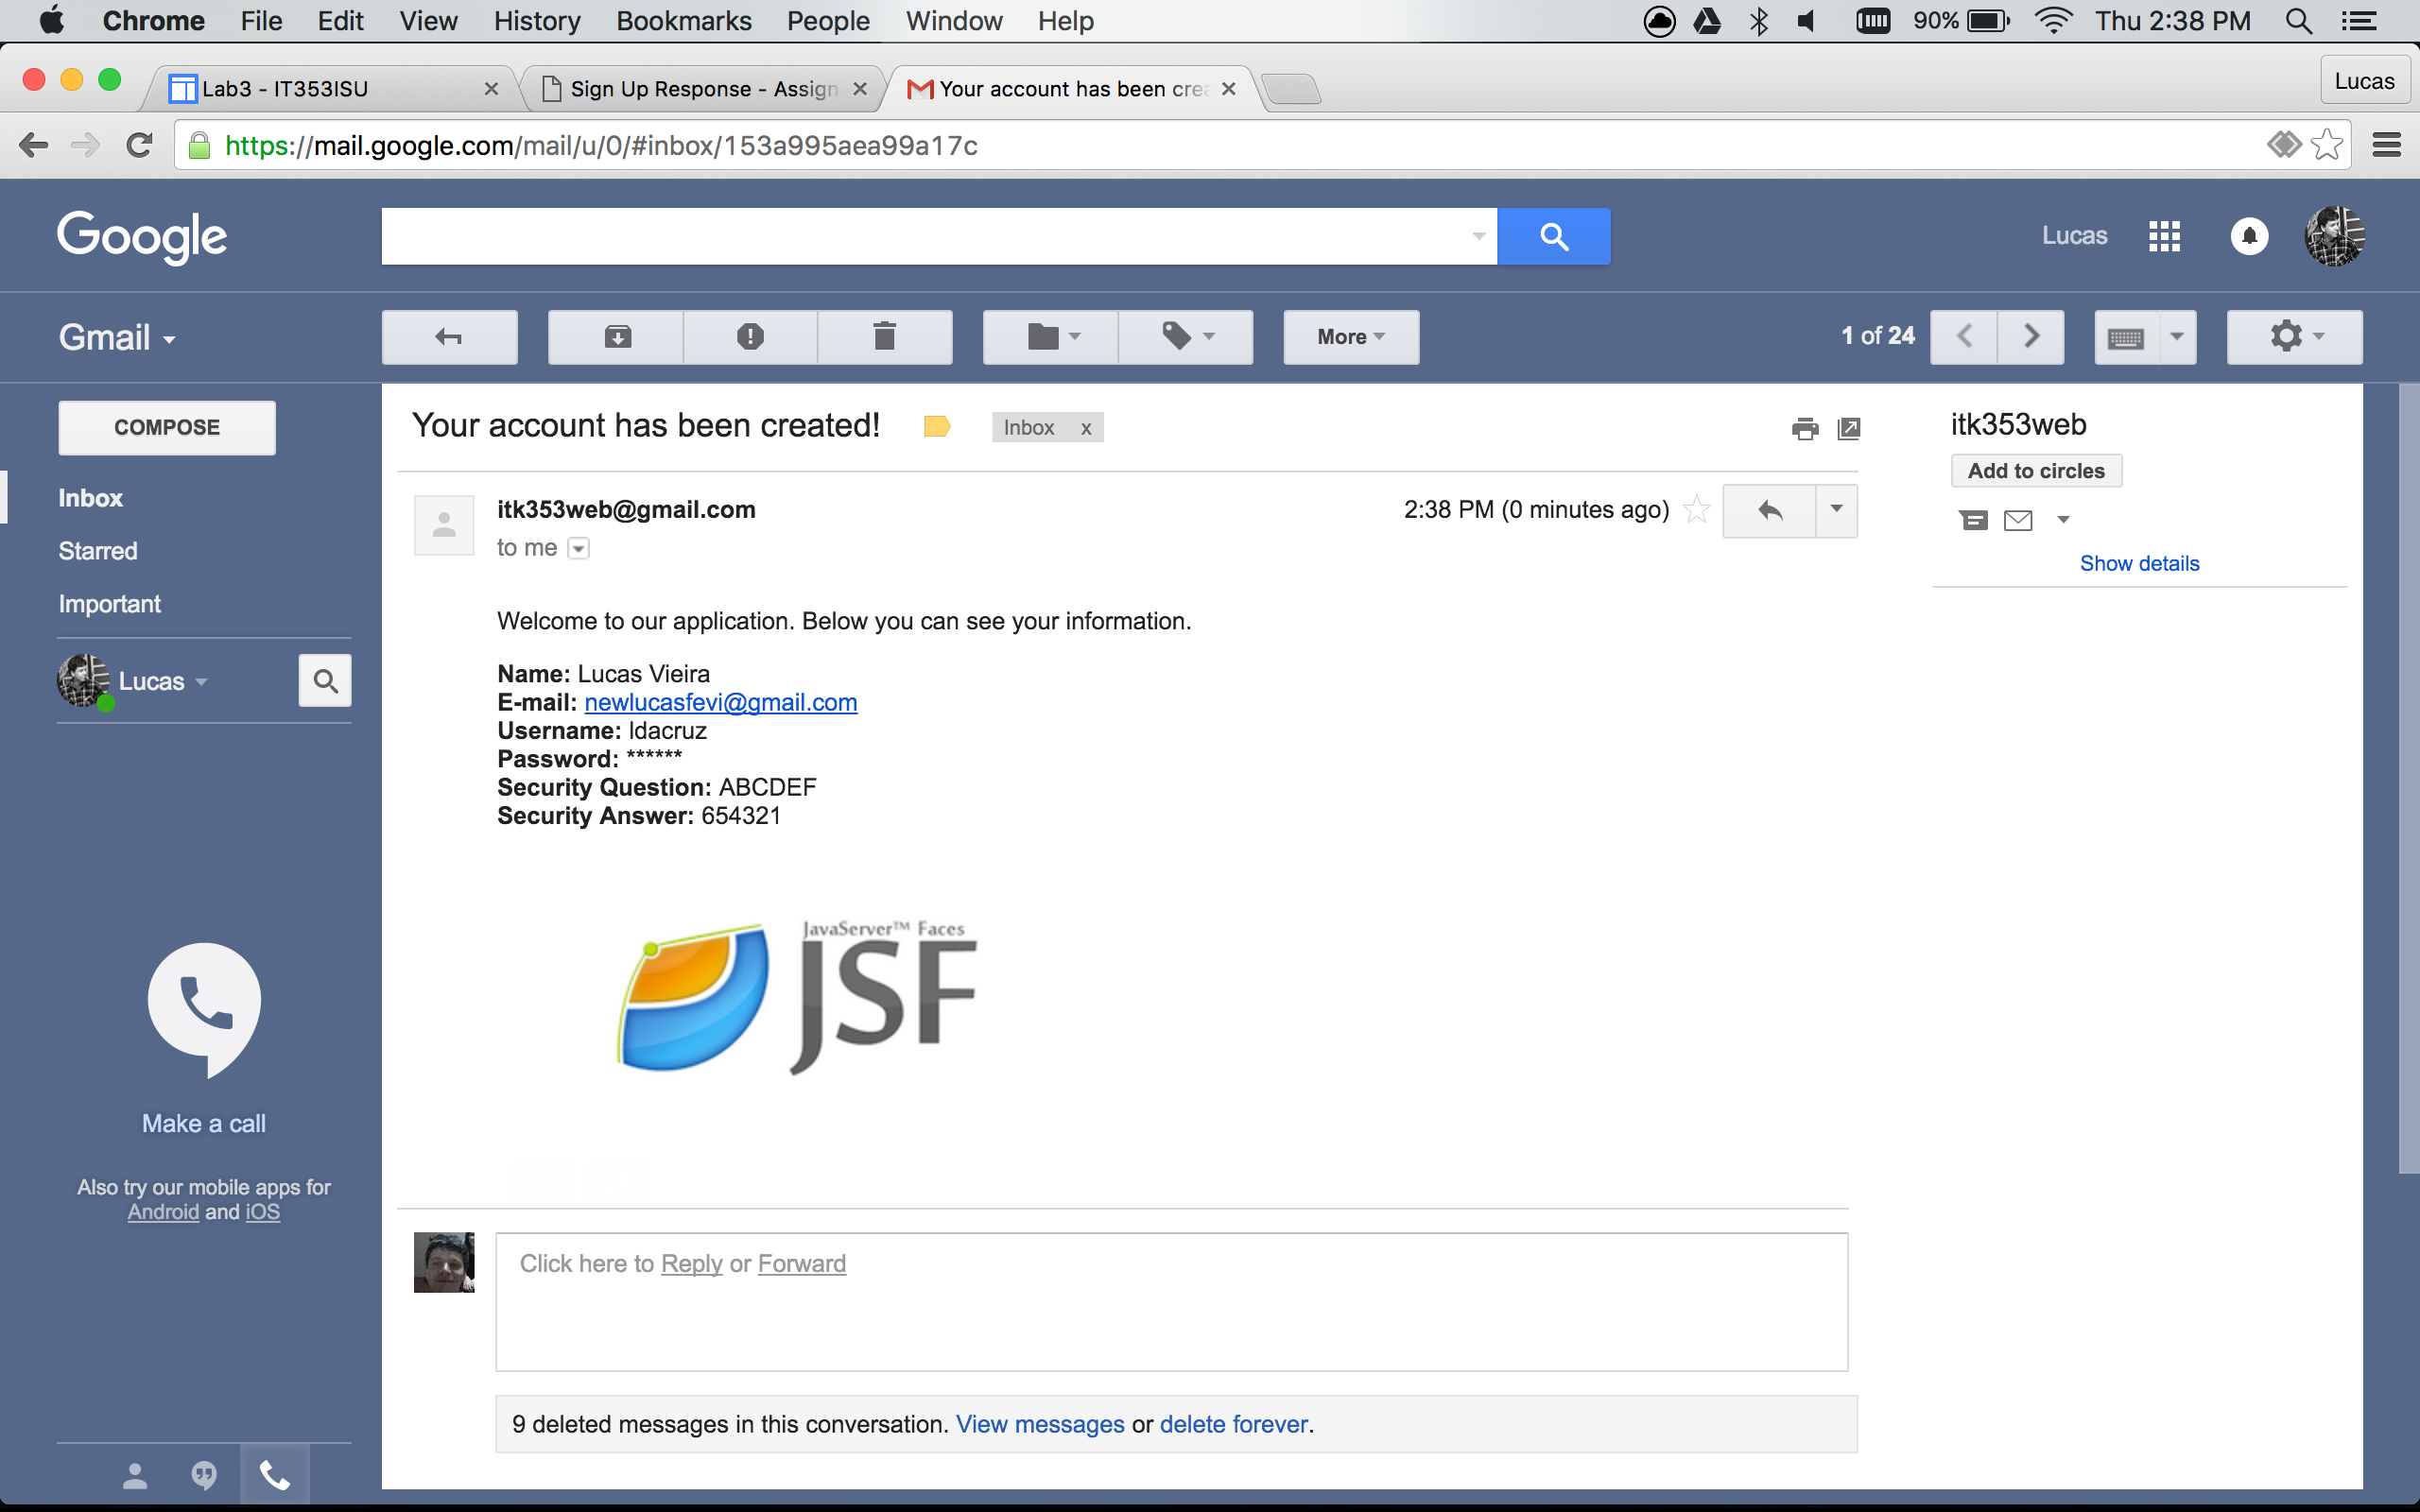 Chrome File Edit View History Bookmarks People Window Help 90% Thu 2:38 PM
Lab3 - IT353ISU Sign Up Response - Assign Your account has been crea Lucas
https://mail.google.com/mail/u/0/#inbox/153a995aea99a17c
Google Lucas
Gmail More 1 of 24
COMPOSE
Inbox
Starred
Important
Lucas
Make a call
Also try our mobile apps for
Android and iOS
Your account has been created! Inbox x
itk353web@gmail.com 2:38 PM (0 minutes ago)
to me
Welcome to our application. Below you can see your information.
Name: Lucas Vieira
E-mail: newlucasfevi@gmail.com
Username: ldacruz
Password: ******
Security Question: ABCDEF
Security Answer: 654321
JavaServer™ Faces
JSF
Click here to Reply or Forward
9 deleted messages in this conversation. View messages or delete forever.
itk353web
Add to circles
Show details